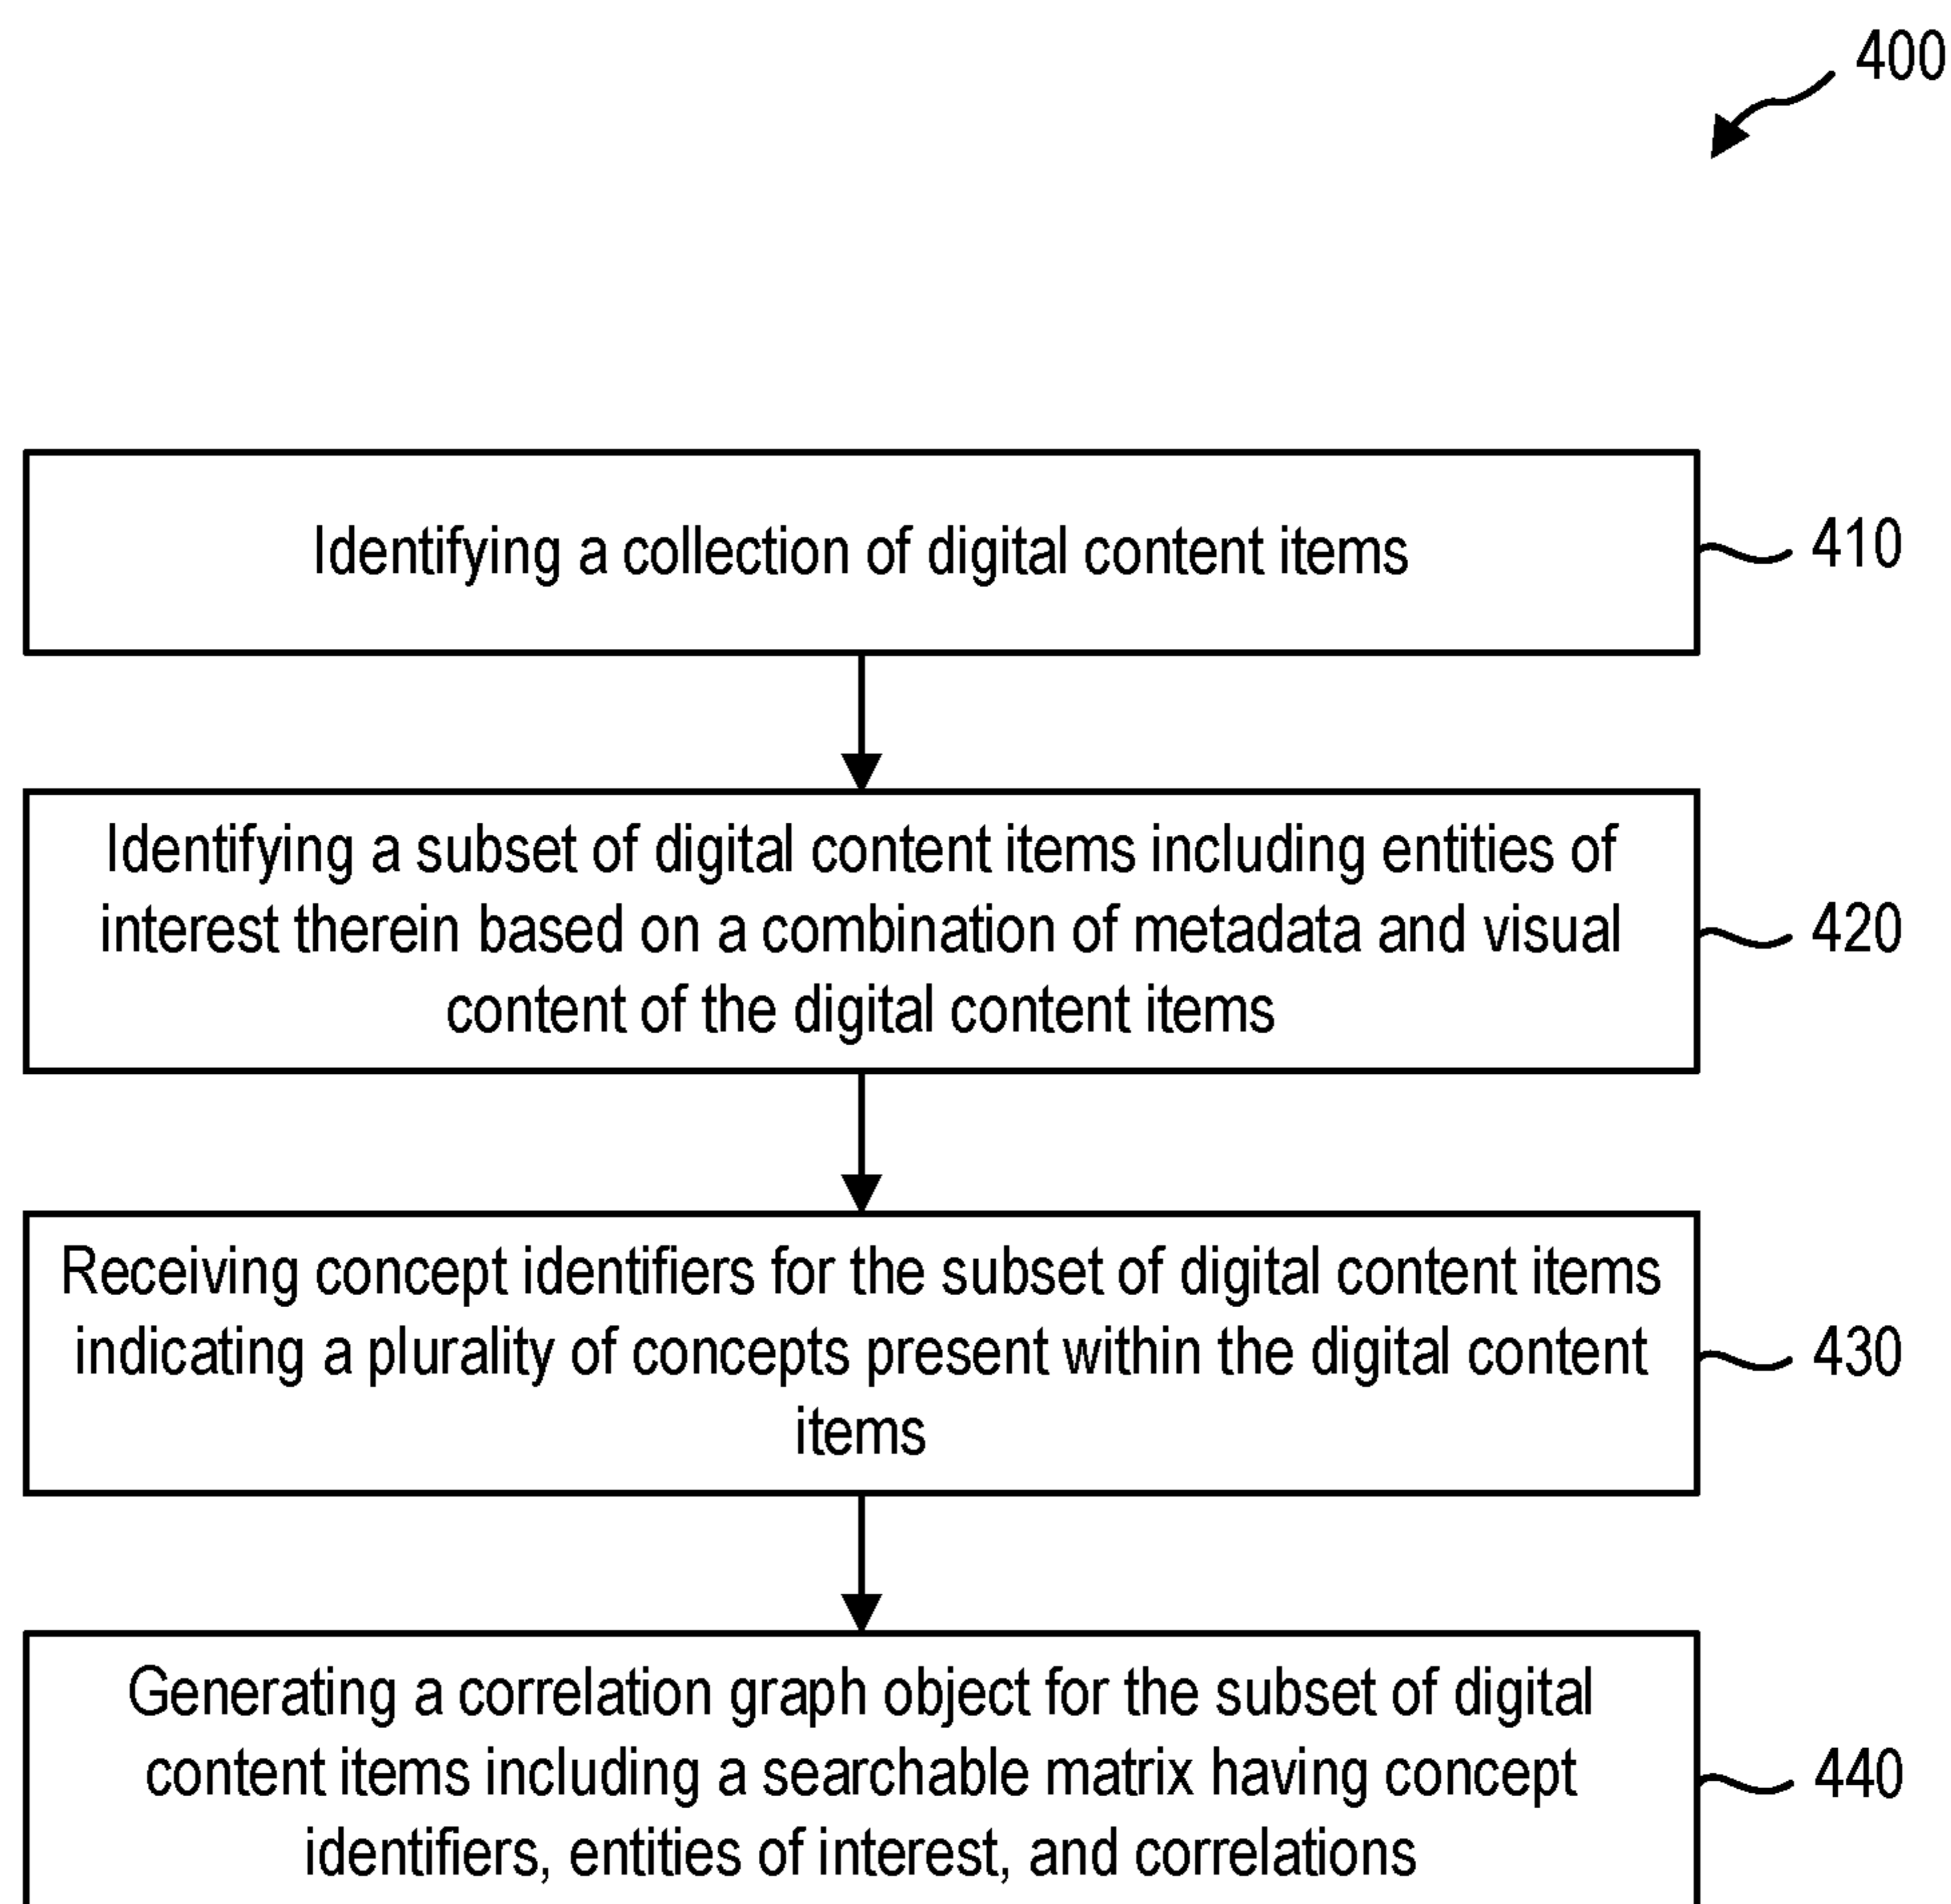 400
Identifying a collection of digital content items
410
Identifying a subset of digital content items including entities of
interest therein based on a combination of metadata and visual
content of the digital content items
420
Receiving concept identifiers for the subset of digital content items
indicating a plurality of concepts present within the digital content
items
430
Generating a correlation graph object for the subset of digital
content items including a searchable matrix having concept
identifiers, entities of interest, and correlations
440